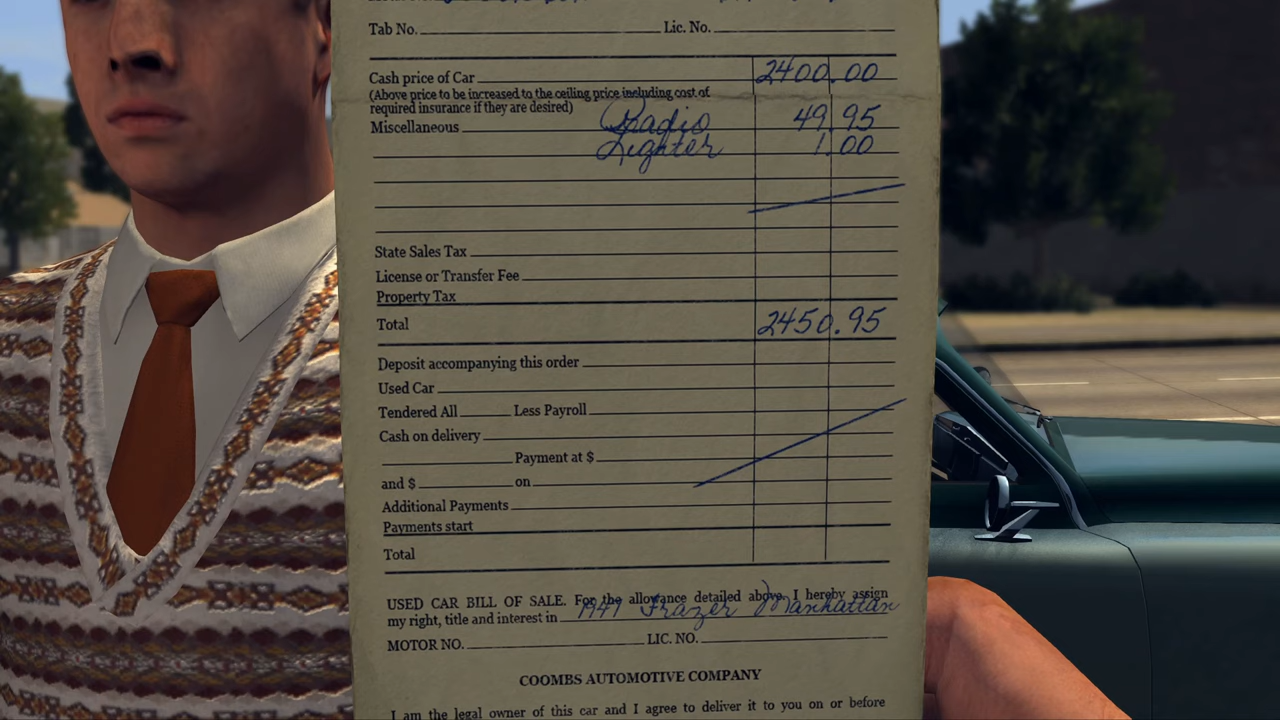 Tab No. Lic. No.
Cash price of Car 2400.00
(Above price to be increased to the ceiling price including cost of
required insurance if they are desired)
Miscellaneous Radio 49.95
Lighter 1.00
State Sales Tax
License or Transfer Fee
Property Tax
Total 2450.95
Deposit accompanying this order
Used Car
Tendered All Less Payroll
Cash on delivery
Payment at $
and $ on
Additional Payments
Payments start
Total
USED CAR BILL OF SALE. For the allowance detailed above, I hereby assign
my right, title and interest in 1947 Frazer Manhattan
MOTOR NO. LIC. NO.
COOMBS AUTOMOTIVE COMPANY
I am the legal owner of this car and I agree to deliver it to you on or before